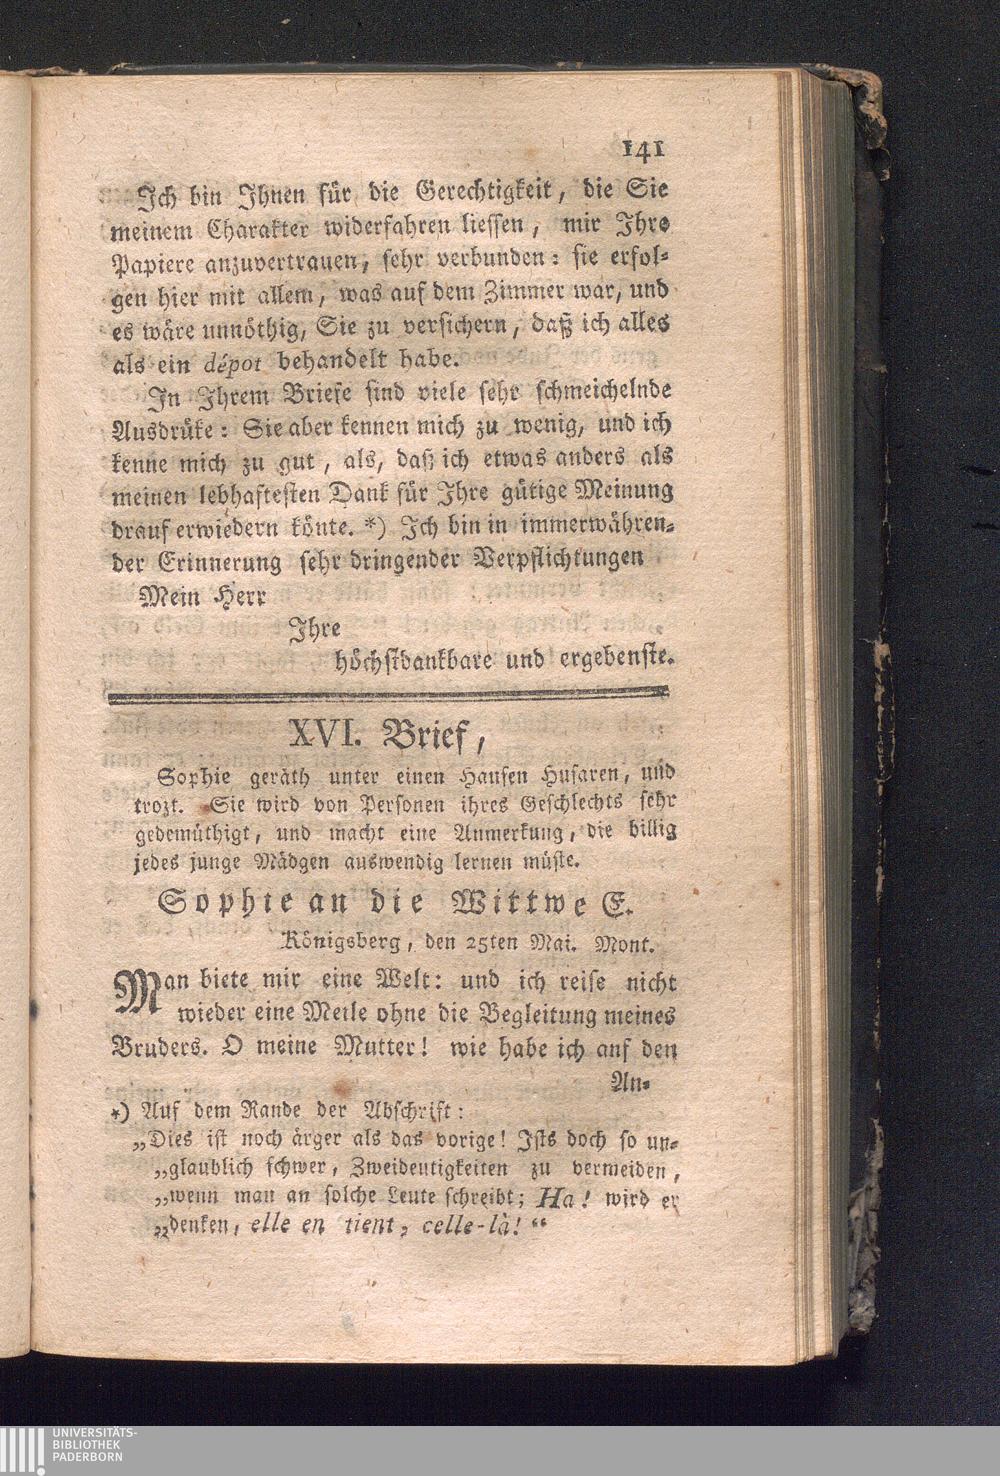 141
Ich bin Ihnen für die Gerechtigkeit, die Sie
meinem Charakter widerfahren liessen, mir Ihre
Papiere anzuvertrauen, sehr verbunden: sie erfol-
gen hier mit allem, was auf dem Zimmer war, und
es wäre unnöthig, Sie zu versichern, daß ich alles
als ein dépot behandelt habe.
In Ihrem Briefe sind viele sehr schmeichelnde
Ausdrüke: Sie aber kennen mich zu wenig, und ich
kenne mich zu gut, als, daß ich etwas anders als
meinen lebhaftesten Dank für Ihre gütige Meinung
drauf erwiedern könte. *) Ich bin in immerwähren-
der Erinnerung sehr dringender Verpflichtungen
Mein Herr
Ihre
höchstdankbare und ergebenste.
XVI. Brief,
Sophie geräth unter einen Haufen Husaren, und
trozt. Sie wird von Personen ihres Geschlechts sehr
gedemüthigt, und macht eine Anmerkung, die billig
jedes junge Mädgen auswendig lernen müste.
Sophie an die Wittwe E.
Königsberg, den 25ten Mai. Mont.
Man biete mir eine Welt: und ich reise nicht
wieder eine Meile ohne die Begleitung meines
Bruders. O meine Mutter! wie habe ich auf den
An-
*) Auf dem Rande der Abschrift:
„Dies ist noch ärger als das vorige! Ists doch so un-
„glaublich schwer, Zweideutigkeiten zu vermeiden,
„wenn man an solche Leute schreibt; Ha! wird er
„denken, elle en tient, celle-là!“
UNIVERSITÄTS-
BIBLIOTHEK
PADERBORN